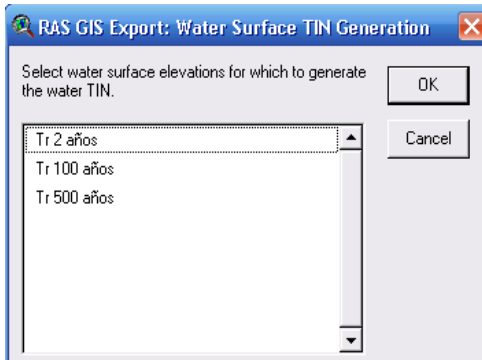 RAS GIS Export: Water Surface TIN Generation
Select water surface elevations for which to generate
the water TIN.
OK
Cancel
Tr 2 años
Tr 100 años
Tr 500 años